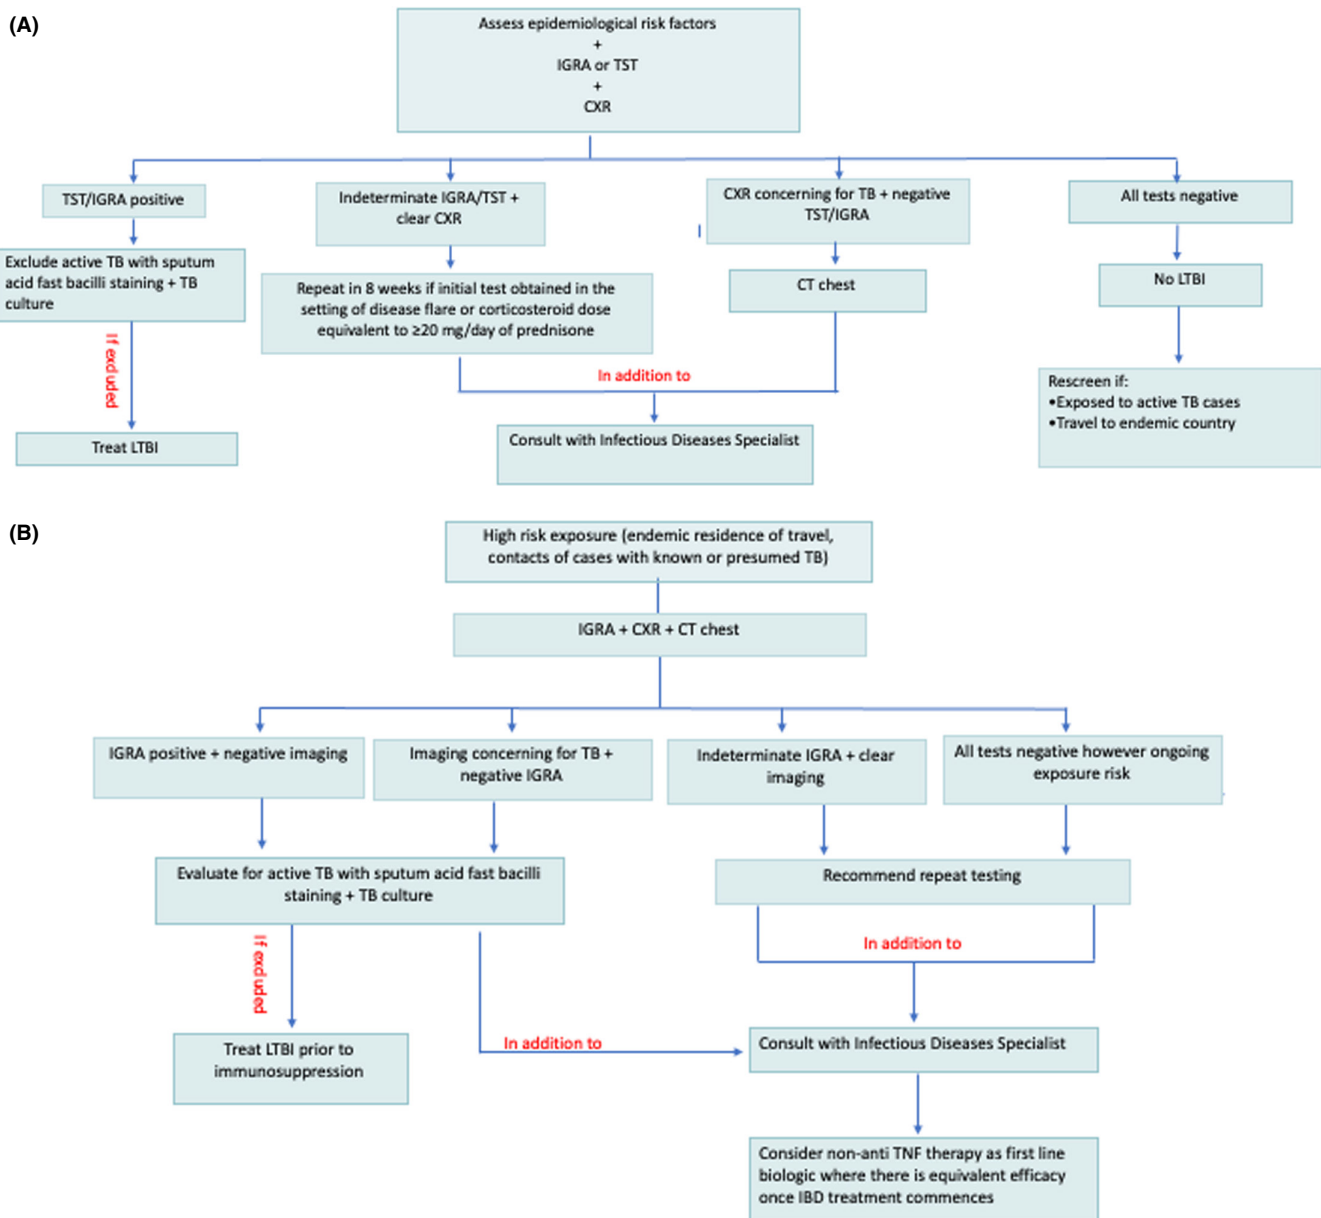 (A)
Assess epidemiological risk factors
+
IGRA or TST
+
CXR
TST/IGRA positive
Indeterminate IGRA/TST +
clear CXR
CXR concerning for TB + negative
TST/IGRA
All tests negative
Exclude active TB with sputum
acid fast bacilli staining + TB
culture
Repeat in 8 weeks if initial test obtained in the
setting of disease flare or corticosteroid dose
equivalent to ≥20 mg/day of prednisone
CT chest
No LTBI
If excluded
In addition to
Rescreen if:
•Exposed to active TB cases
•Travel to endemic country
Treat LTBI
Consult with Infectious Diseases Specialist
(B)
High risk exposure (endemic residence of travel,
contacts of cases with known or presumed TB)
IGRA + CXR + CT chest
IGRA positive + negative imaging
Imaging concerning for TB +
negative IGRA
Indeterminate IGRA + clear
imaging
All tests negative however ongoing
exposure risk
Evaluate for active TB with sputum acid fast bacilli
staining + TB culture
Recommend repeat testing
If excluded
In addition to
Treat LTBI prior to
immunosuppression
In addition to
Consult with Infectious Diseases Specialist
Consider non-anti TNF therapy as first line
biologic where there is equivalent efficacy
once IBD treatment commences